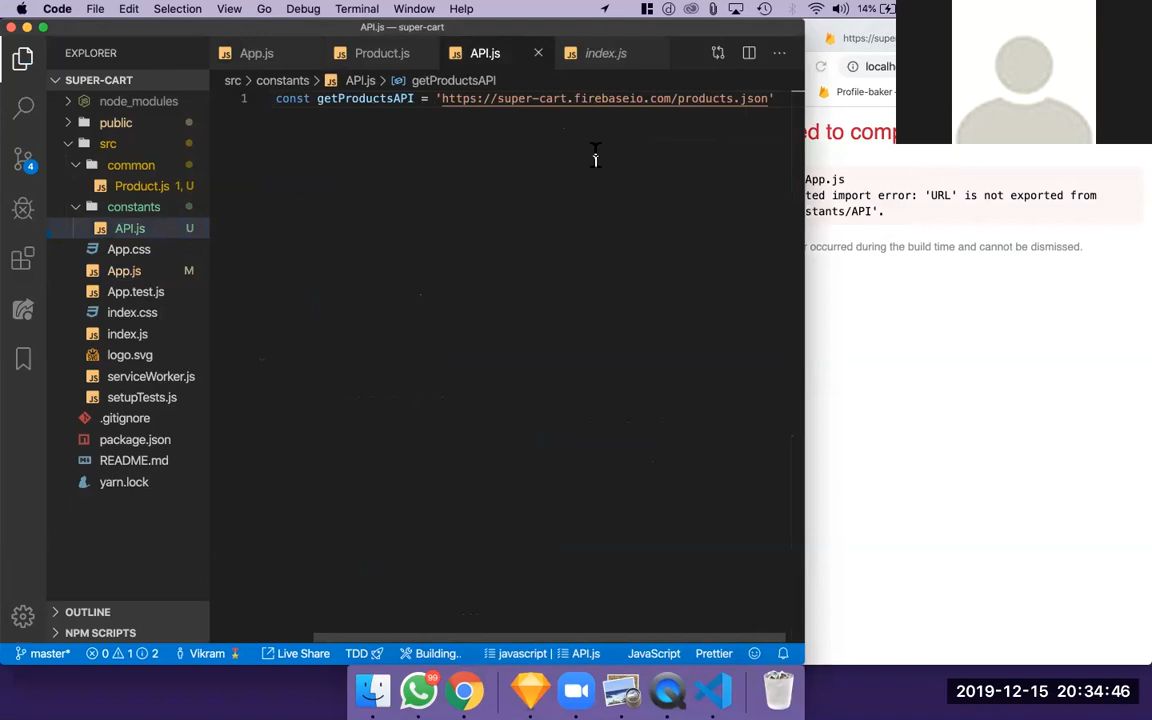 Code File Edit Selection View Go Debug Terminal Window Help 14%
API.js — super-cart
EXPLORER
App.js Product.js API.js index.js
https://supe
SUPER-CART
src > constants > API.js > getProductsAPI
localh
1 const getProductsAPI = 'https://super-cart.firebaseio.com/products.json'
Profile-baker
node_modules
public
src
common
Product.js 1, U
constants
API.js U
App.css
App.js M
App.test.js
index.css
index.js
logo.svg
serviceWorker.js
setupTests.js
.gitignore
package.json
README.md
yarn.lock
4
ed to comp
App.js
ted import error: 'URL' is not exported from
stants/API'.
occurred during the build time and cannot be dismissed.
OUTLINE
NPM SCRIPTS
master* 0 1 2 Vikram Live Share TDD Building.. javascript | API.js JavaScript Prettier
99
2019-12-15 20:34:46